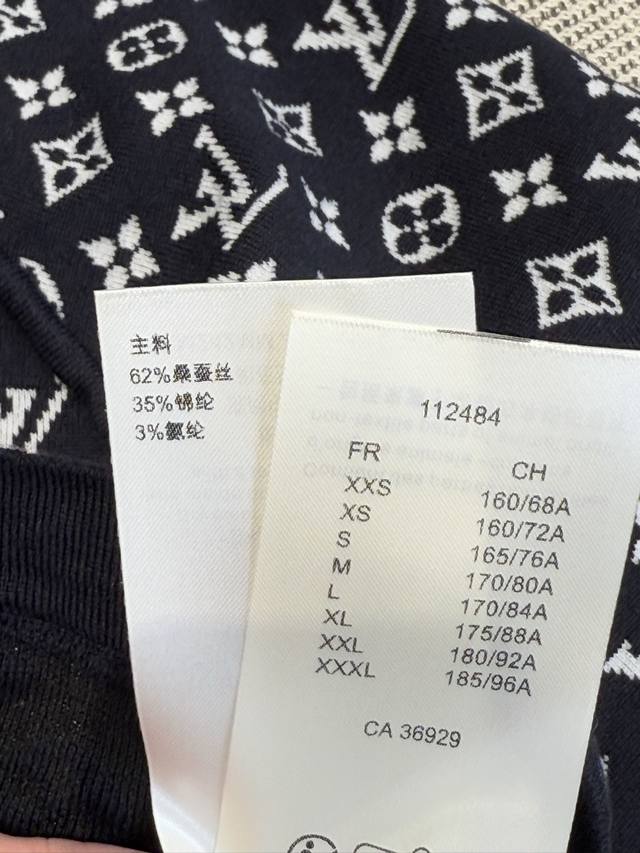 主料
62%桑蚕丝
35%锦纶
3%氨纶
112484
FR CH
XXS 160/68A
XS 160/72A
S 165/76A
M 170/80A
L 170/84A
XL 175/88A
XXL 180/92A
XXXL 185/96A
CA 36929